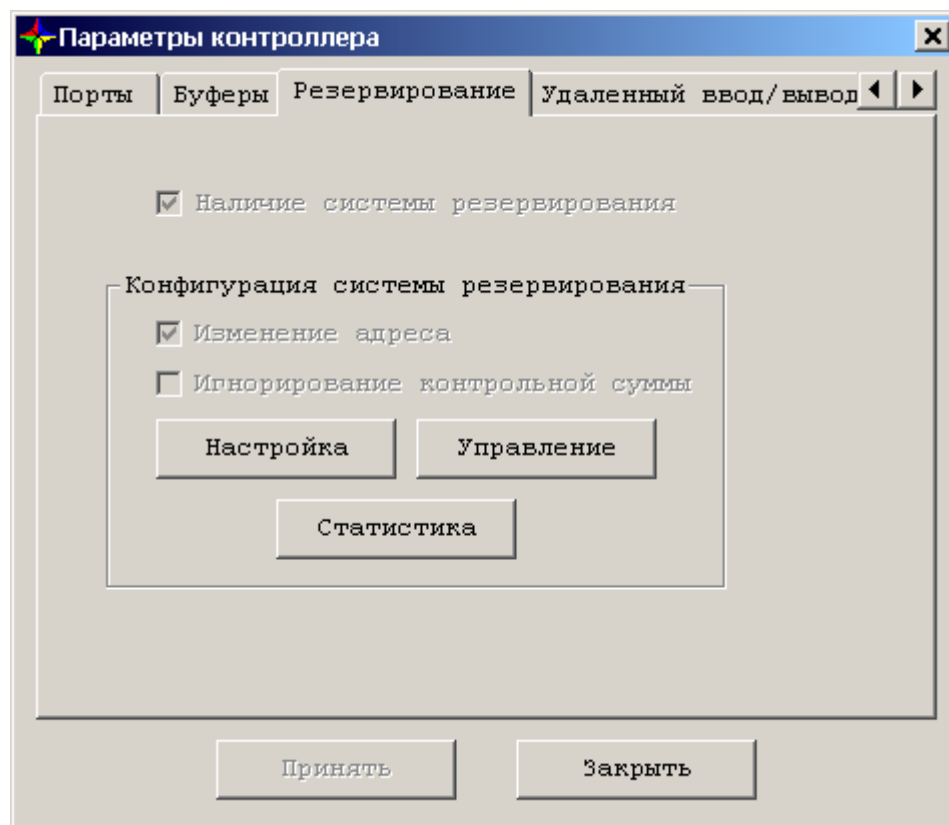 Параметры контроллера
Порты Буферы Резервирование Удаленный ввод/вывод
Наличие системы резервирования
Конфигурация системы резервирования
Изменение адреса
Игнорирование контрольной суммы
Настройка Управление
Статистика
Принять Закрыть